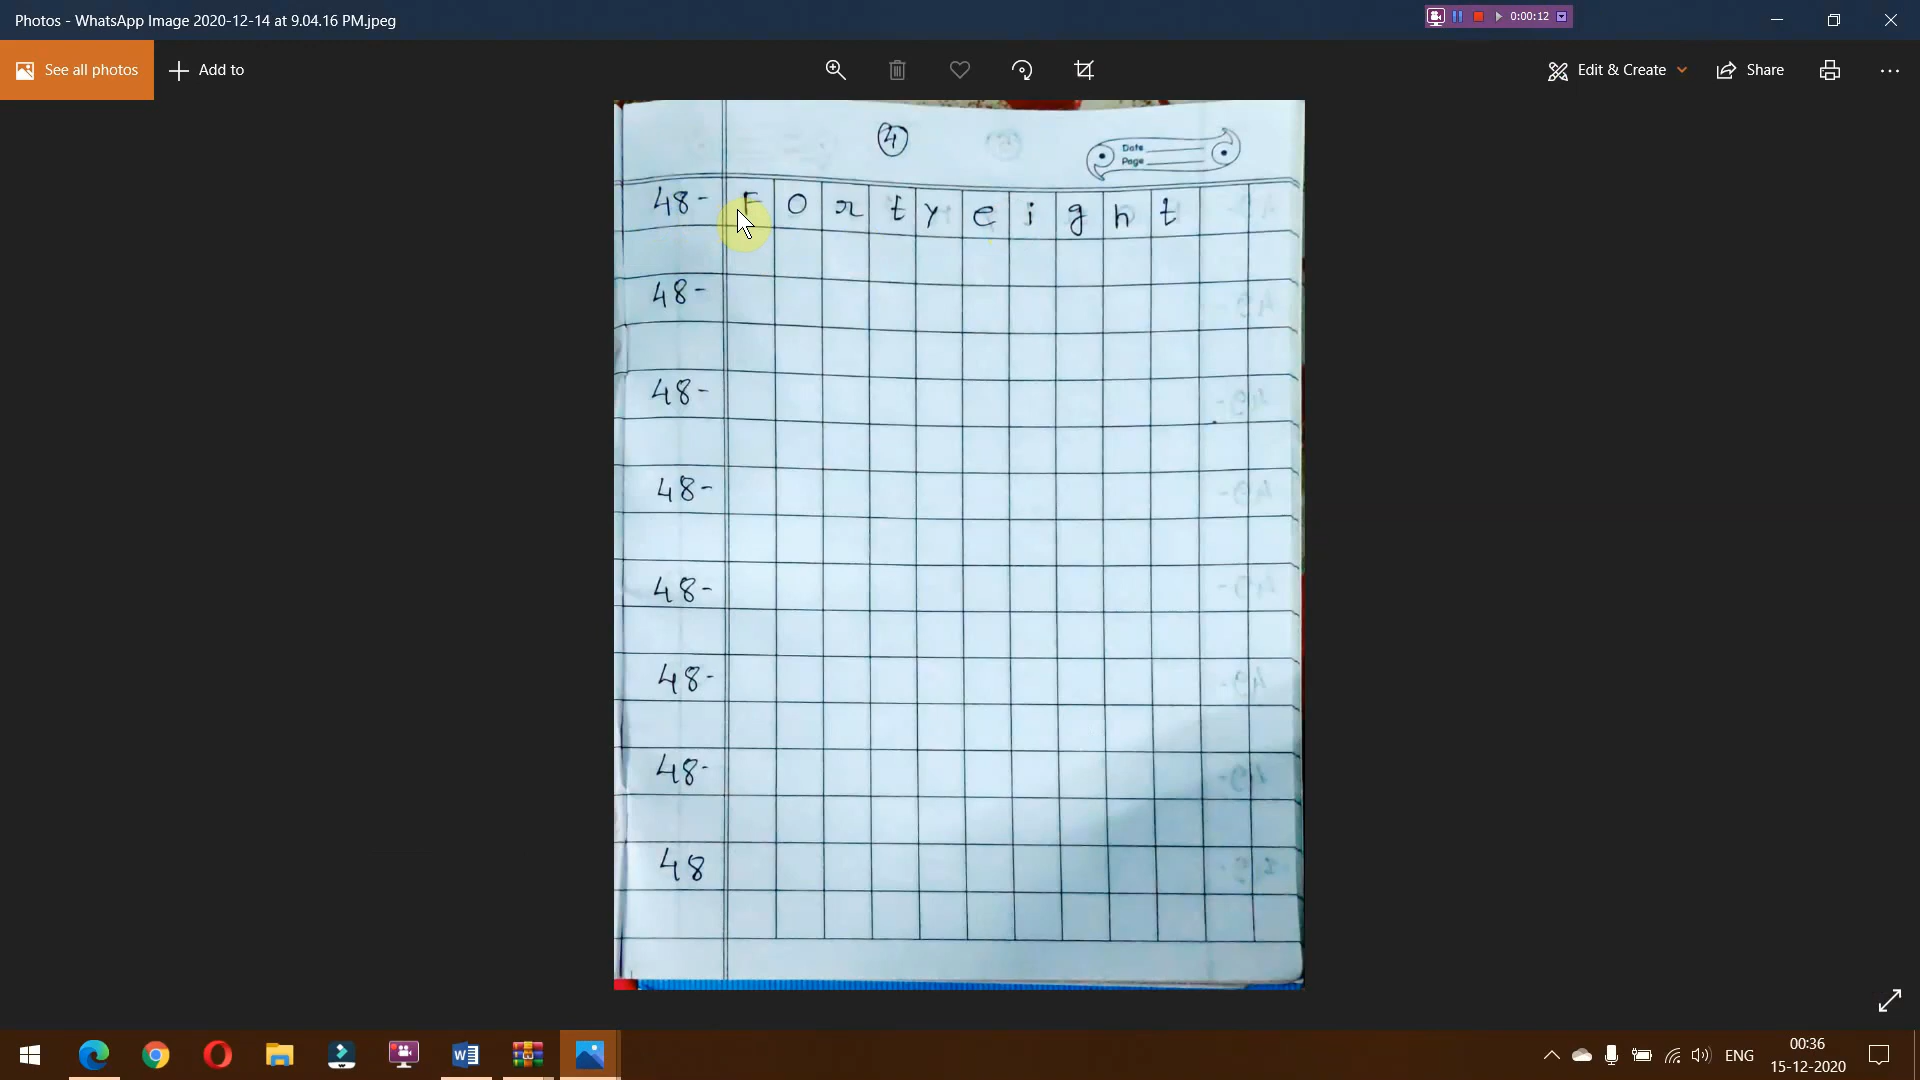 Photos - WhatsApp Image 2020-12-14 at 9.04.16 PM.jpeg
0:00:12
See all photos
Add to
Edit & Create
Share
4
Date
Page
48- Forty eight
48-
48-
48-
48-
48-
48-
48
ENG
00:36
15-12-2020